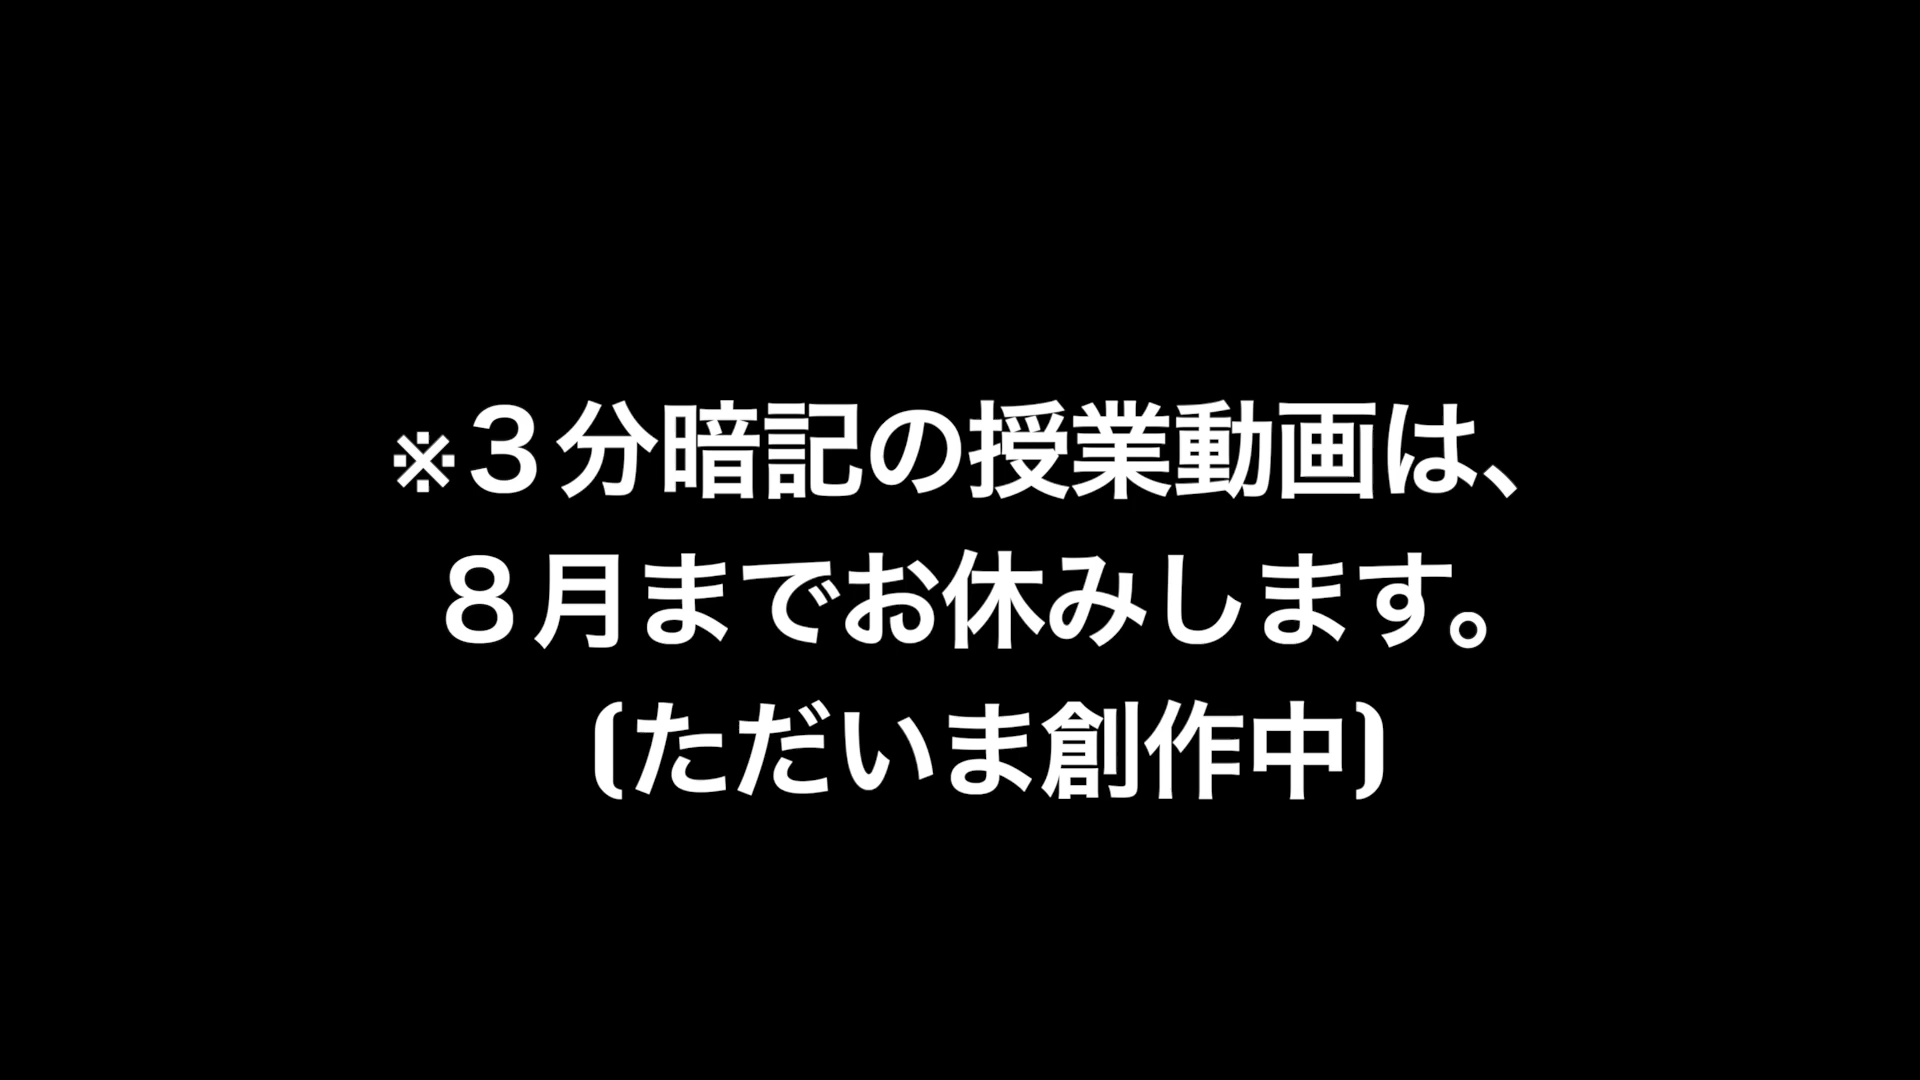 ※３分暗記の授業動画は、
８月までお休みします。
(ただいま創作中)